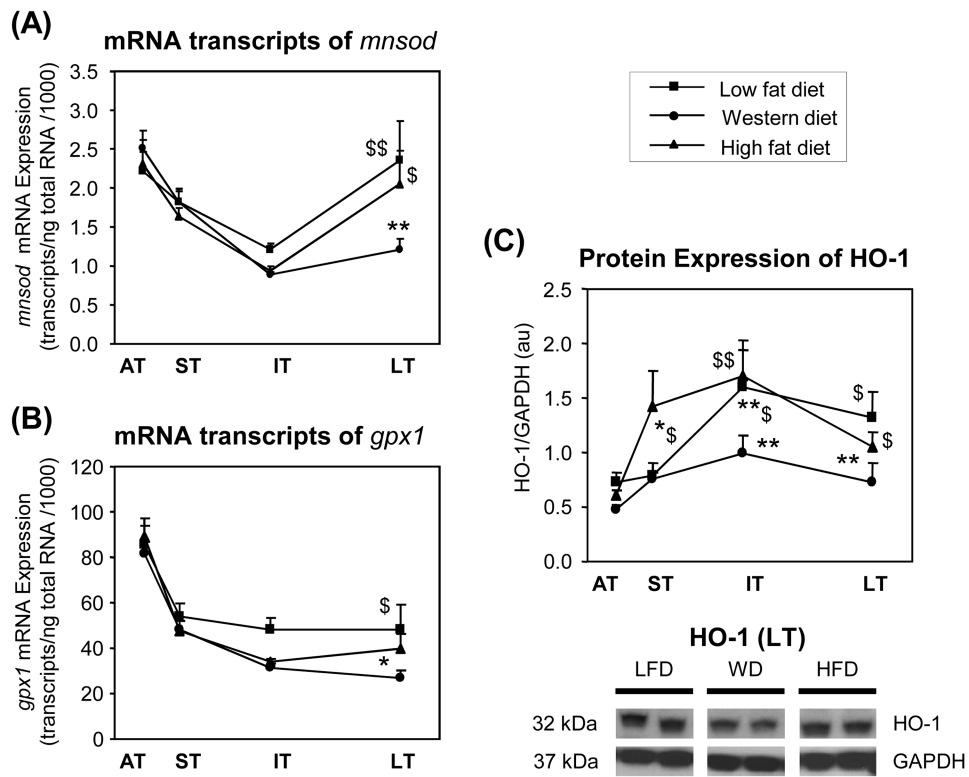 (A)
mRNA transcripts of mnsod
mnsod mRNA Expression
(transcripts/ng total RNA /1000)
3.5
3.0
2.5
2.0
1.5
1.0
0.5
0.0
$$
$
**
AT ST IT LT
Low fat diet
Western diet
High fat diet
(B)
mRNA transcripts of gpx1
gpx1 mRNA Expression
(transcripts/ng total RNA /1000)
120
100
80
60
40
20
0
$
*
AT ST IT LT
(C)
Protein Expression of HO-1
HO-1/GAPDH (au)
2.5
2.0
1.5
1.0
0.5
0.0
$$
*$
**$
**
$
$
**
AT ST IT LT
HO-1 (LT)
LFD WD HFD
32 kDa HO-1
37 kDa GAPDH